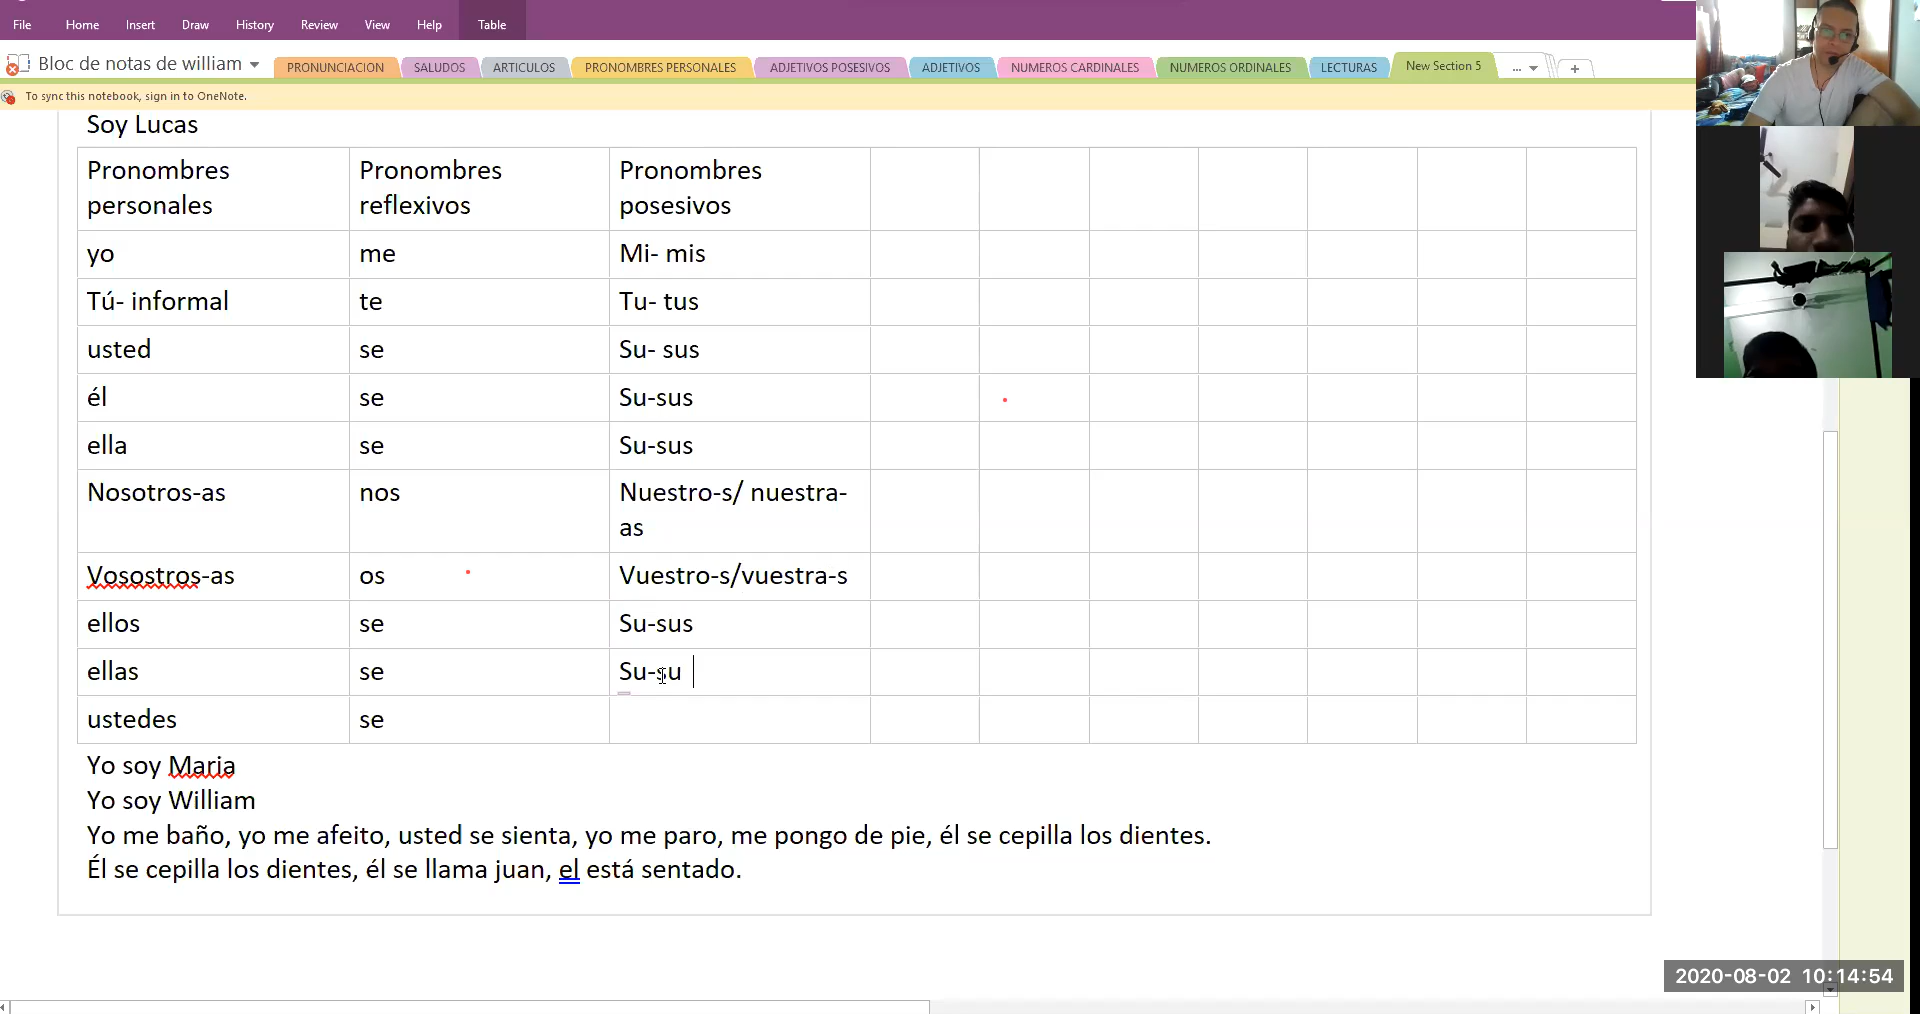 File Home Insert Draw History Review View Help Table
Bloc de notas de william PRONUNCIACION SALUDOS ARTICULOS PRONOMBRES PERSONALES ADJETIVOS POSESIVOS ADJETIVOS NUMEROS CARDINALES NUMEROS ORDINALES LECTURAS New Section 5 ... +
To sync this notebook, sign in to OneNote.
Soy Lucas
Pronombres personales Pronombres reflexivos Pronombres posesivos
yo me Mi- mis
Tú- informal te Tu- tus
usted se Su- sus
él se Su-sus
ella se Su-sus
Nosotros-as nos Nuestro-s/ nuestra-as
Vosostros-as os Vuestro-s/vuestra-s
ellos se Su-sus
ellas se Su-su
ustedes se
Yo soy Maria
Yo soy William
Yo me baño, yo me afeito, usted se sienta, yo me paro, me pongo de pie, él se cepilla los dientes.
Él se cepilla los dientes, él se llama juan, el está sentado.
2020-08-02 10:14:54